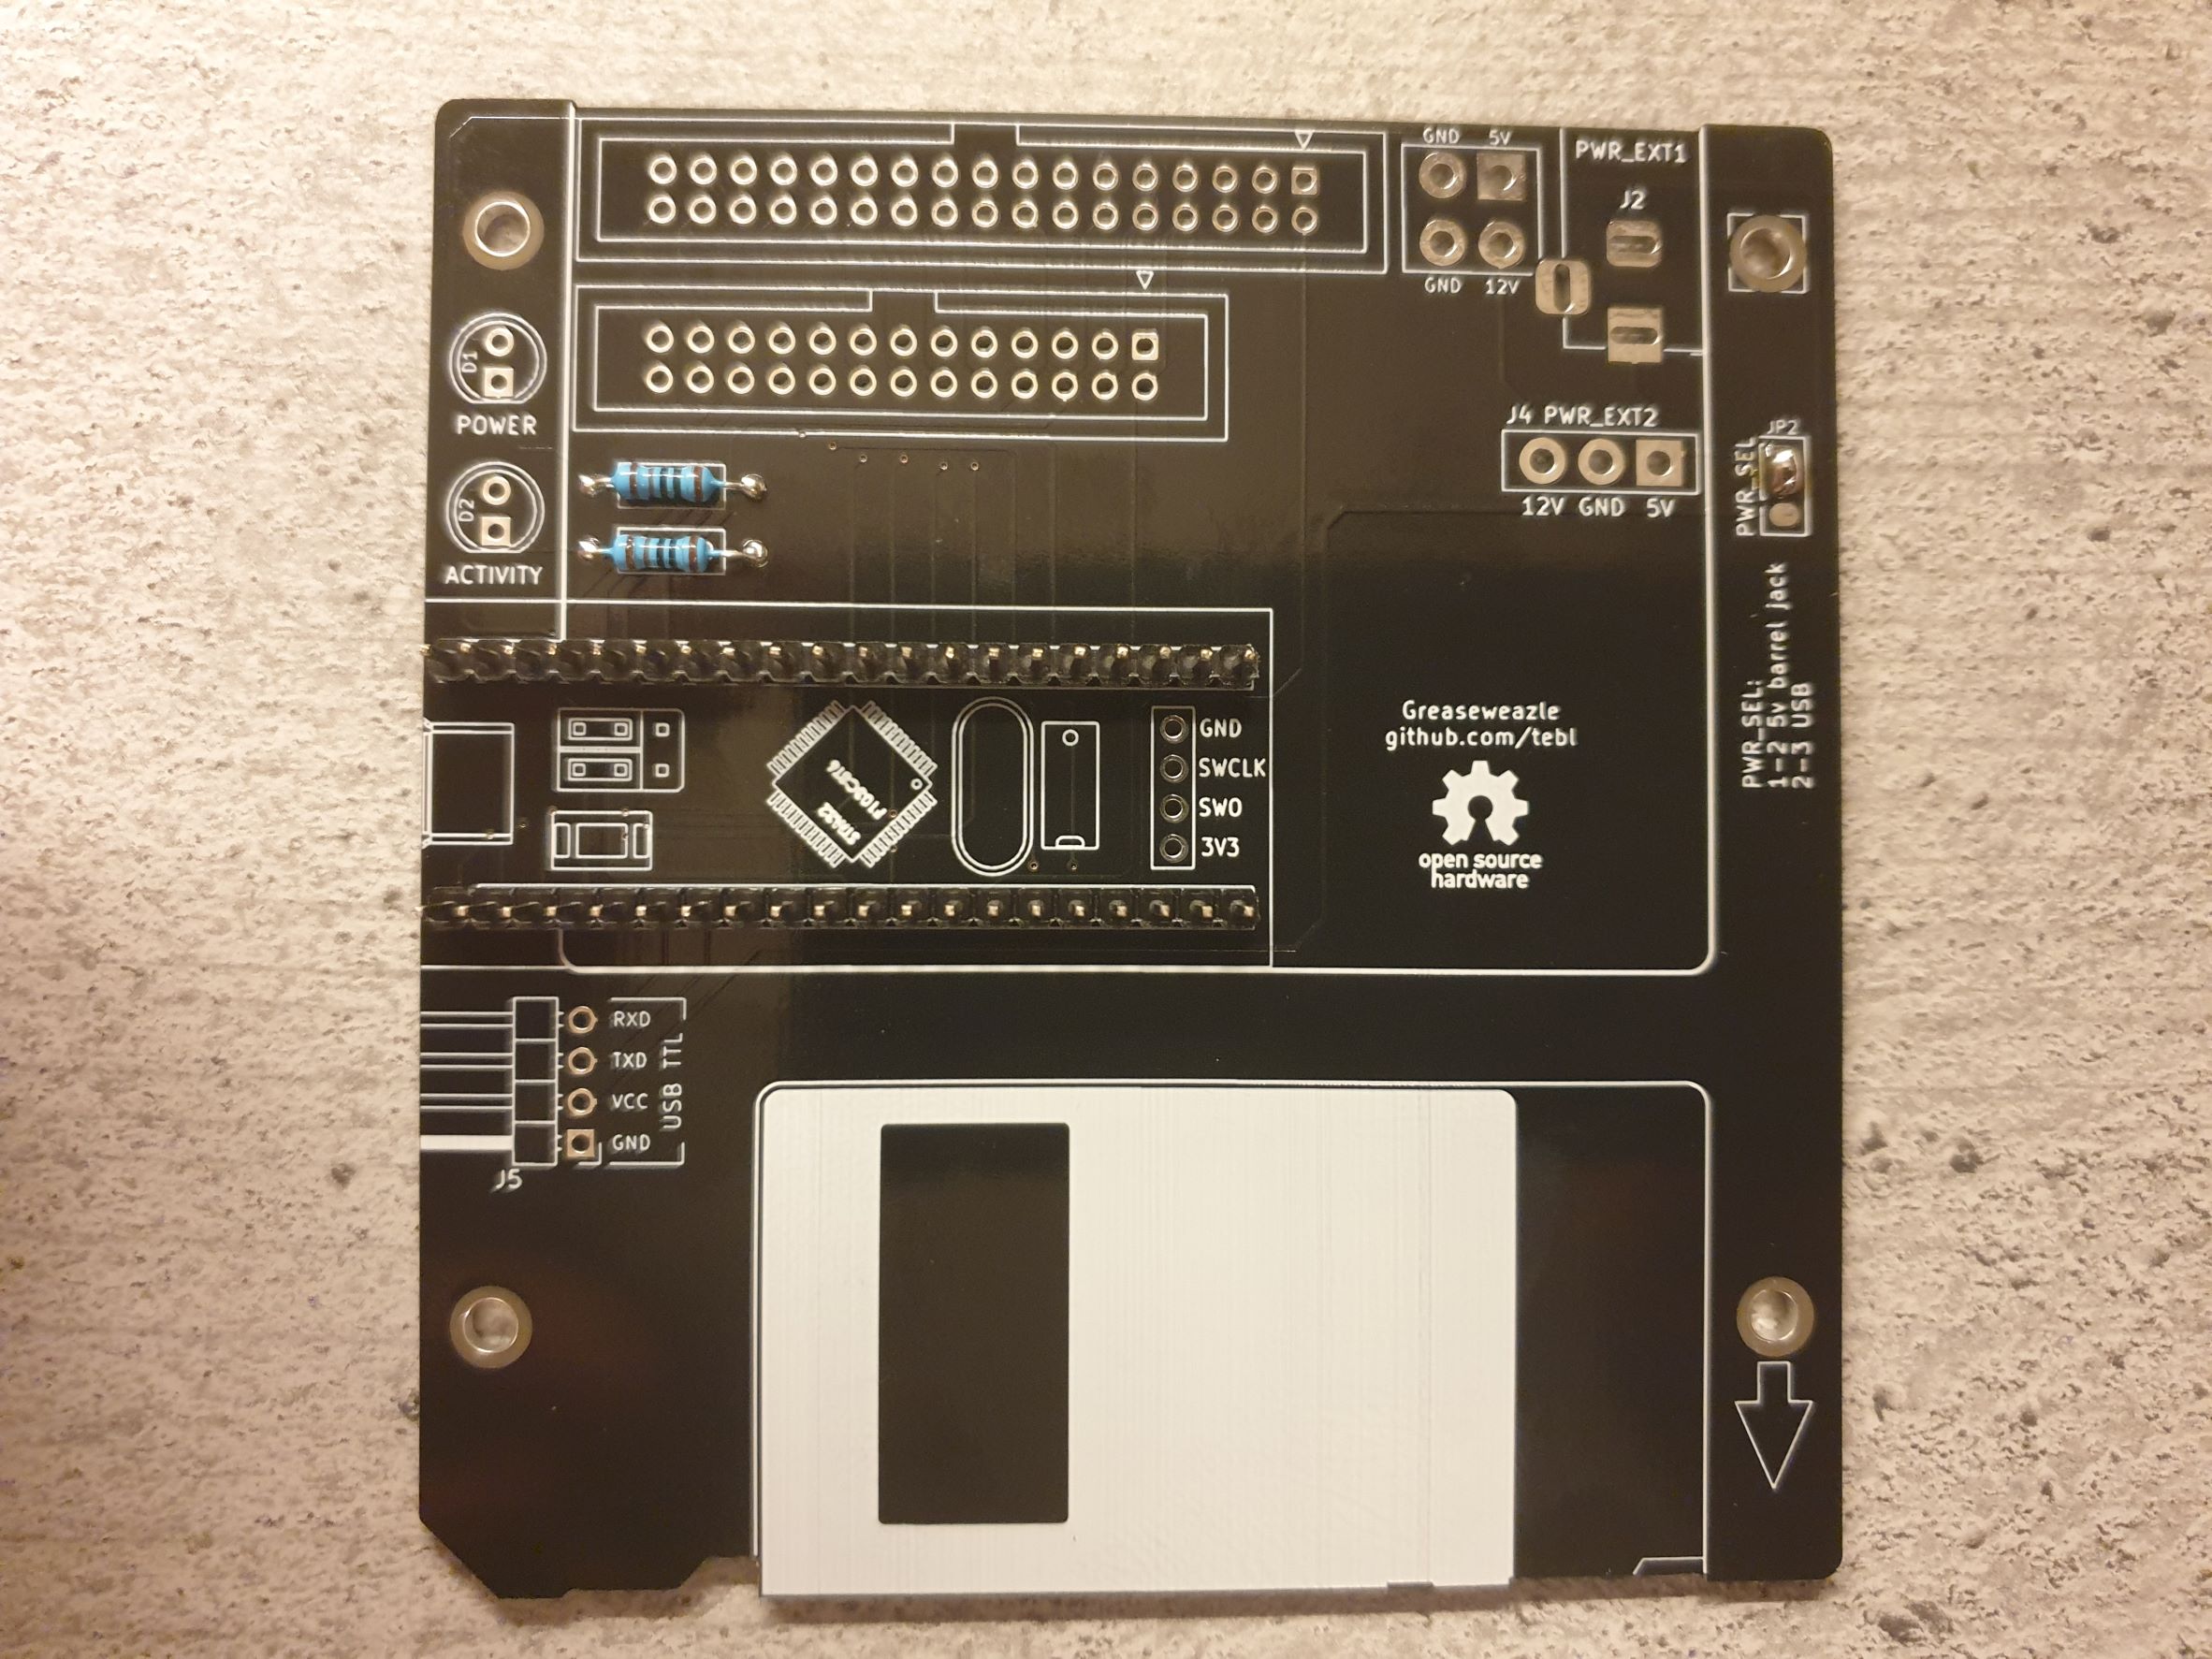 GND 5V
PWR_EXT1
J2
GND 12V
D1
POWER
J4 PWR_EXT2
12V GND 5V
JP2
PWR_SEL
D2
ACTIVITY
PWR_SEL:
1-2 5v barrel jack
2-3 USB
STM32
F103C8T6
GND
SWCLK
SWO
3V3
Greaseweazle
github.com/tebl
open source
hardware
RXD
TXD
VCC
GND
USB TTL
J5